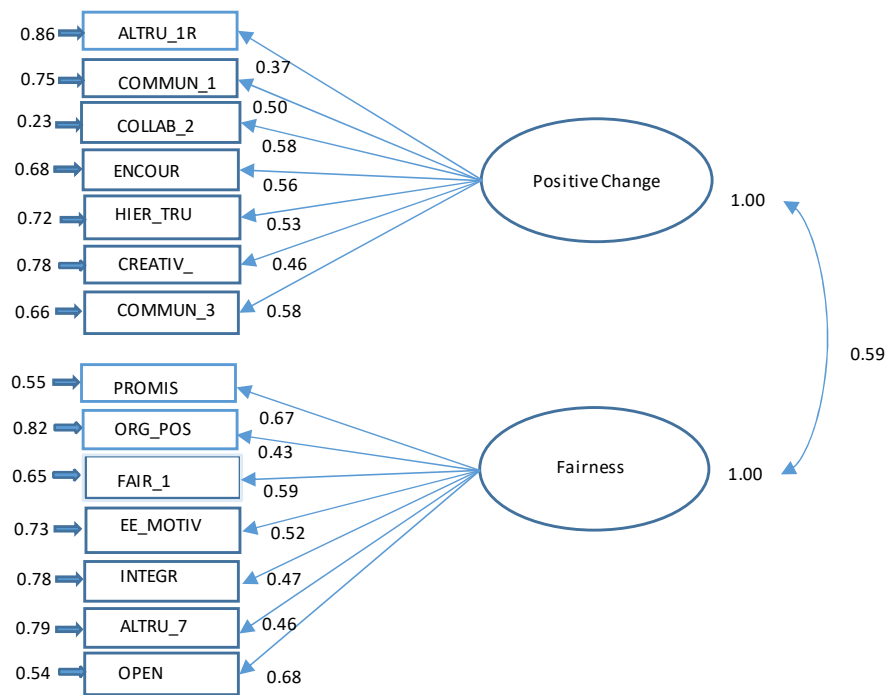 0.86 ALTRU_1R
0.37
0.75 COMMUN_1
0.50
0.23 COLLAB_2
0.58
0.68 ENCOUR
0.56
Positive Change
1.00
0.72 HIER_TRU
0.53
0.78 CREATIV_
0.46
0.66 COMMUN_3
0.58
0.59
0.55 PROMIS
0.67
0.82 ORG_POS
0.43
0.65 FAIR_1
0.59
Fairness
1.00
0.73 EE_MOTIV
0.52
0.78 INTEGR
0.47
0.79 ALTRU_7
0.46
0.54 OPEN
0.68